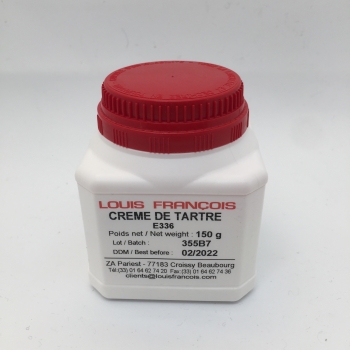 LOUIS FRANÇOIS
CREME DE TARTRE
E336
Poids net / Net weight : 150 g
Lot / Batch : 355B7
DDM / Best before : 02/2022
ZA Pariest - 77183 Croissy Beaubourg
Tél.(33) 01 64 62 74 20 Fax (33) 01 64 62 74 36
clients@louisfrancois.com